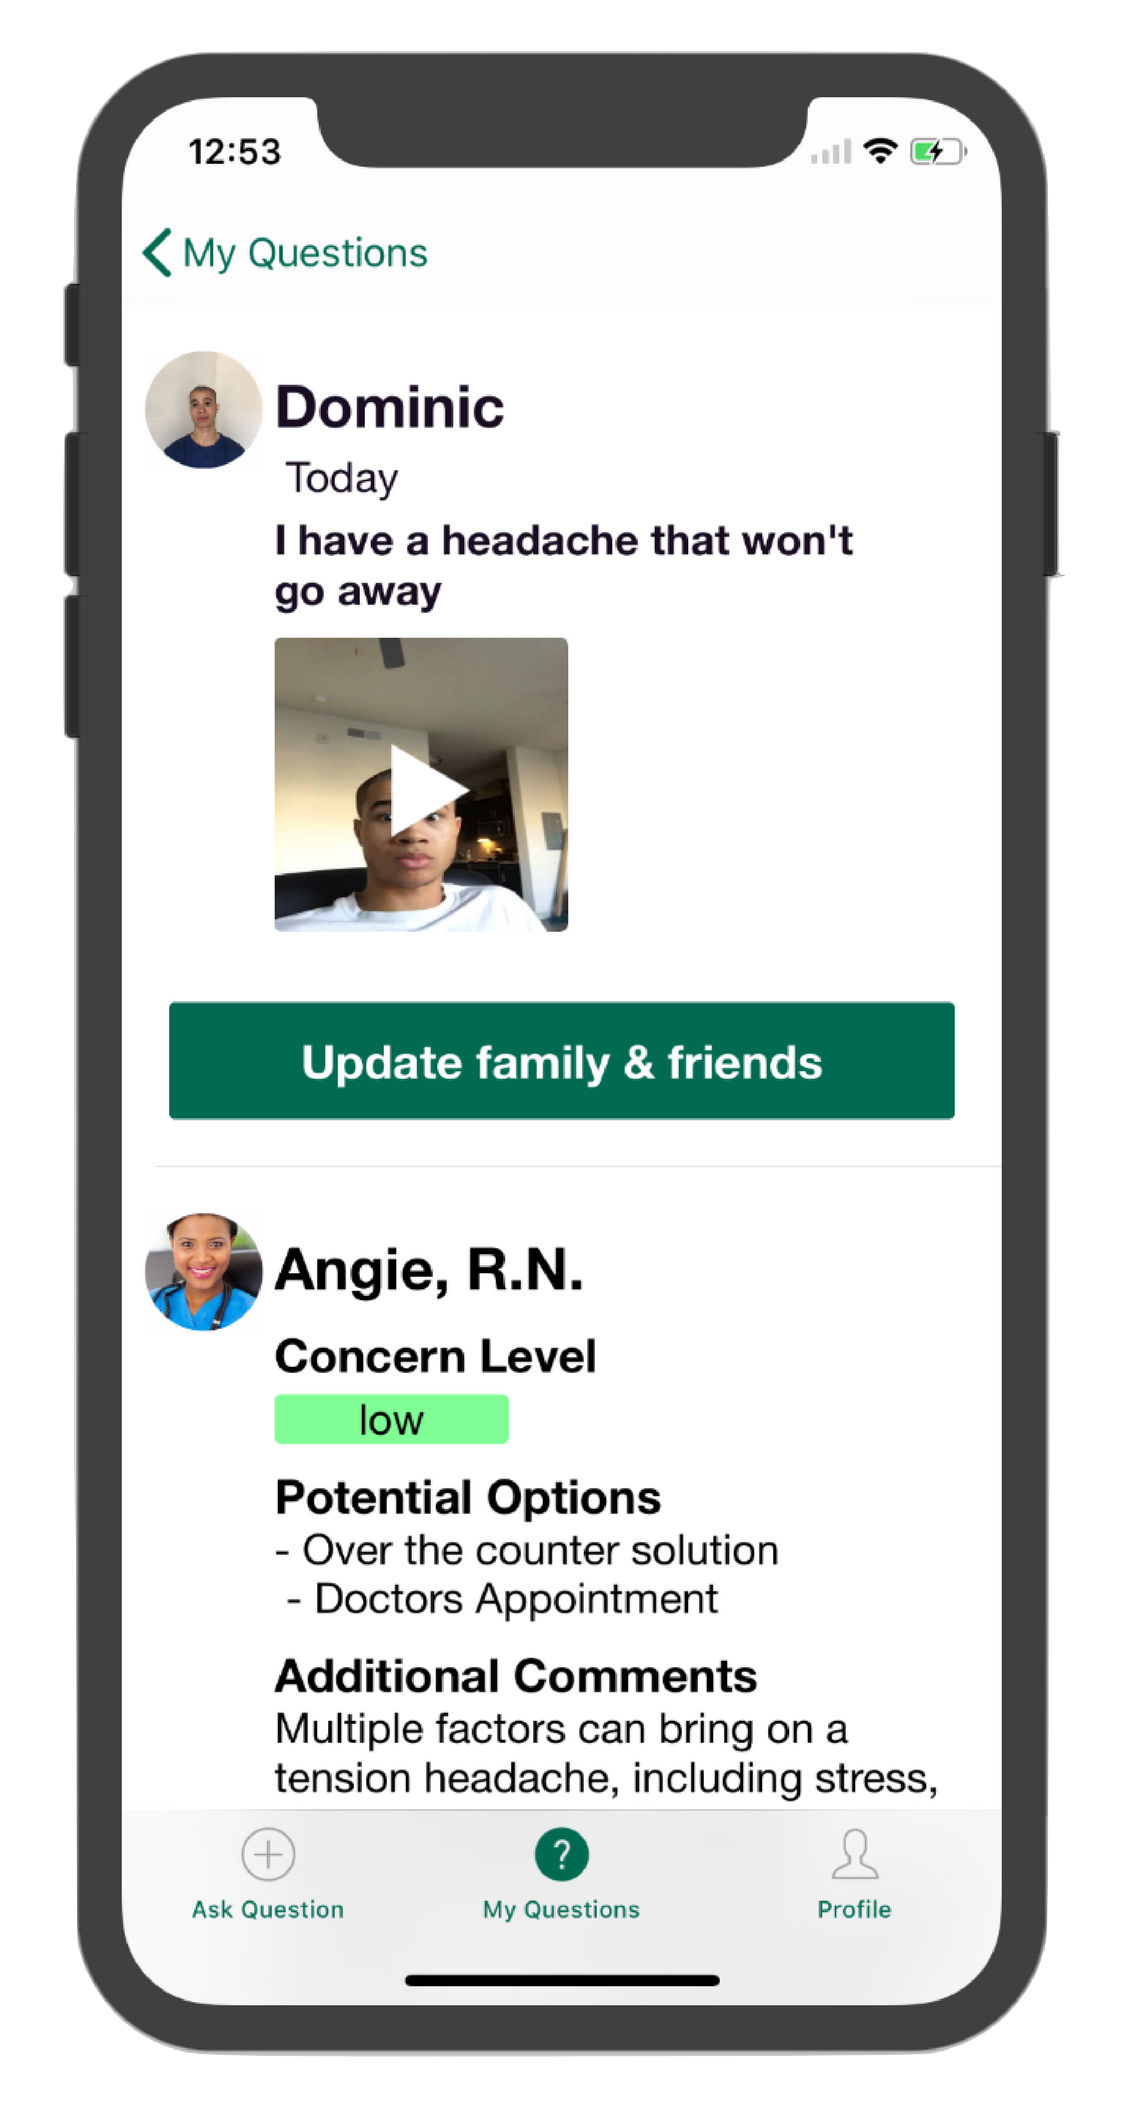 12:53
My Questions
Dominic
Today
I have a headache that won't
go away
Update family & friends
Angie, R.N.
Concern Level
low
Potential Options
- Over the counter solution
- Doctors Appointment
Additional Comments
Multiple factors can bring on a
tension headache, including stress,
?
Ask Question
My Questions
Profile